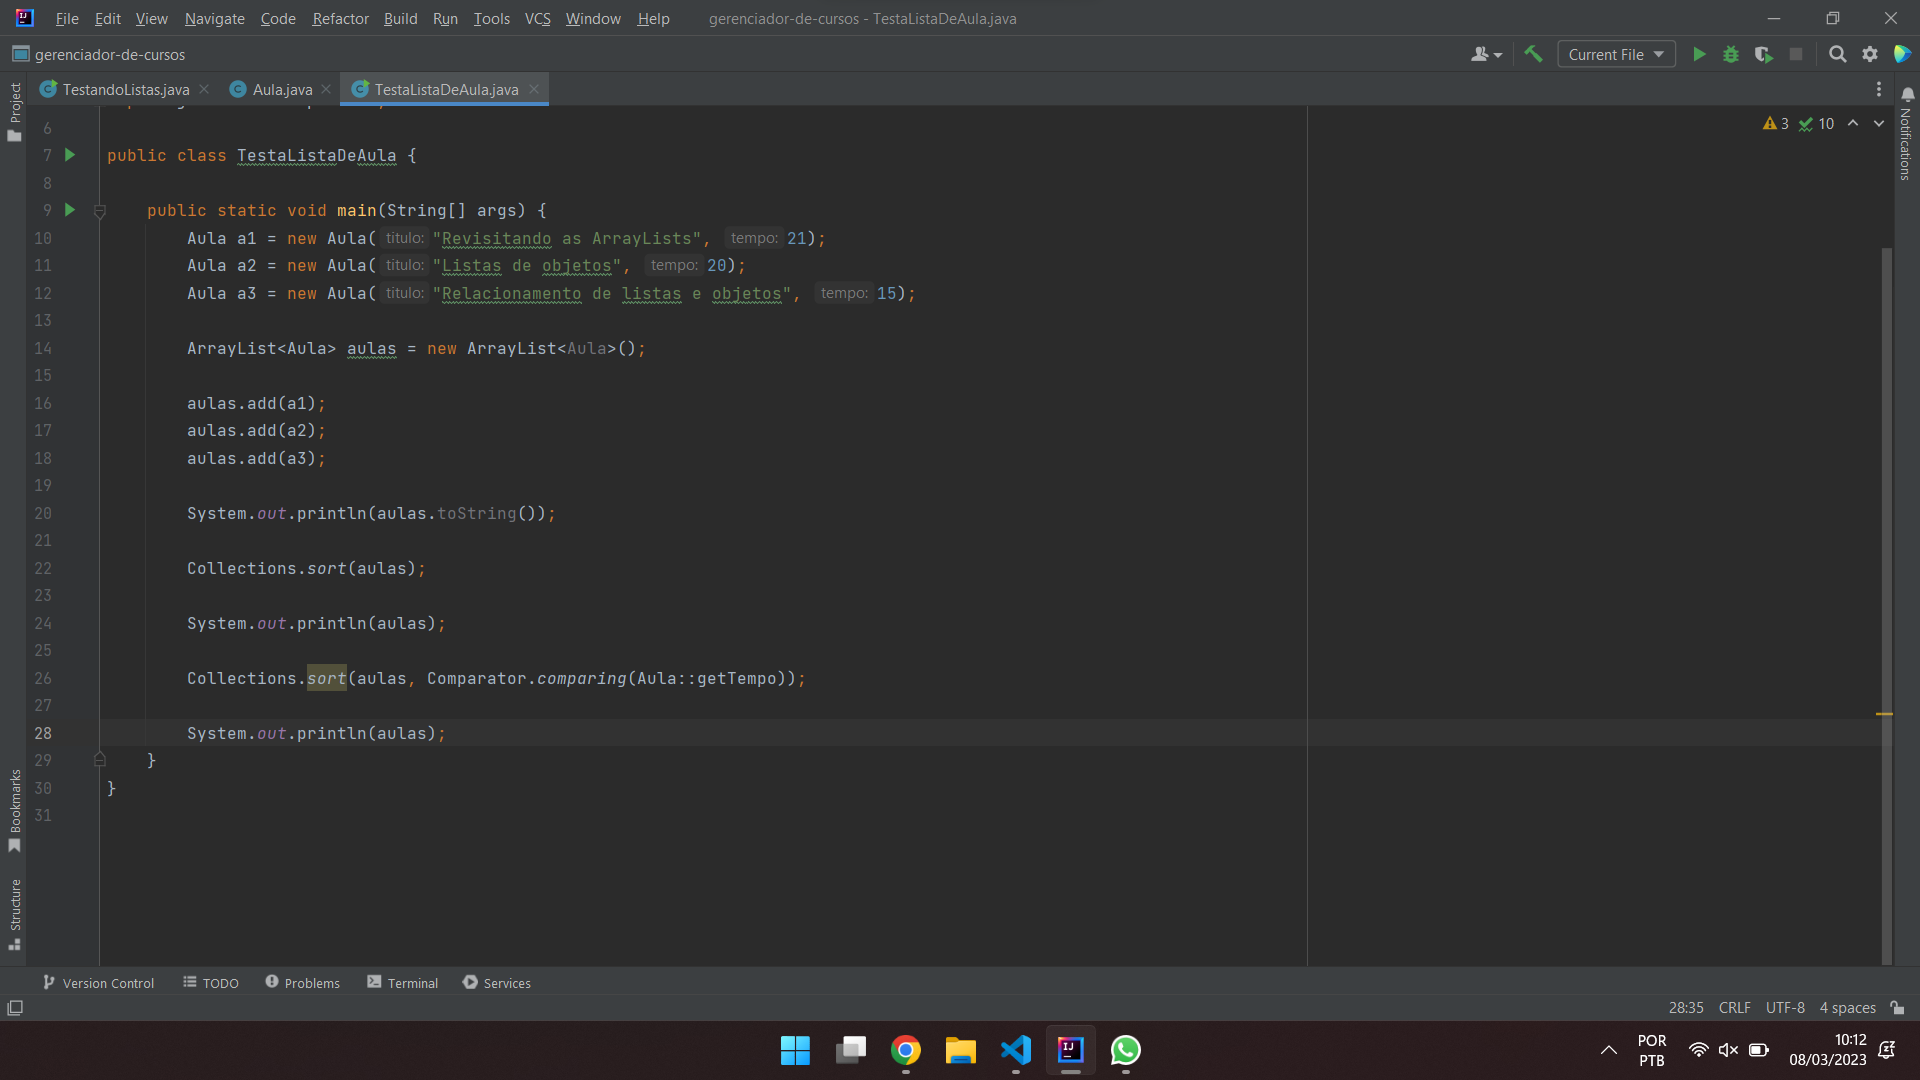 File Edit View Navigate Code Refactor Build Run Tools VCS Window Help gerenciador-de-cursos - TestaListaDeAula.java
gerenciador-de-cursos Current File
TestandoListas.java Aula.java TestaListaDeAula.java
Project
Notifications
3 10
6
7 public class TestaListaDeAula {
8
9 public static void main(String[] args) {
10 Aula a1 = new Aula( titulo: "Revisitando as ArrayLists", tempo: 21);
11 Aula a2 = new Aula( titulo: "Listas de objetos", tempo: 20);
12 Aula a3 = new Aula( titulo: "Relacionamento de listas e objetos", tempo: 15);
13
14 ArrayList<Aula> aulas = new ArrayList<Aula>();
15
16 aulas.add(a1);
17 aulas.add(a2);
18 aulas.add(a3);
19
20 System.out.println(aulas.toString());
21
22 Collections.sort(aulas);
23
24 System.out.println(aulas);
25
26 Collections.sort(aulas, Comparator.comparing(Aula::getTempo));
27
28 System.out.println(aulas);
29 }
30 }
31
Bookmarks
Structure
Version Control TODO Problems Terminal Services
28:35 CRLF UTF-8 4 spaces
POR
PTB
10:12
08/03/2023